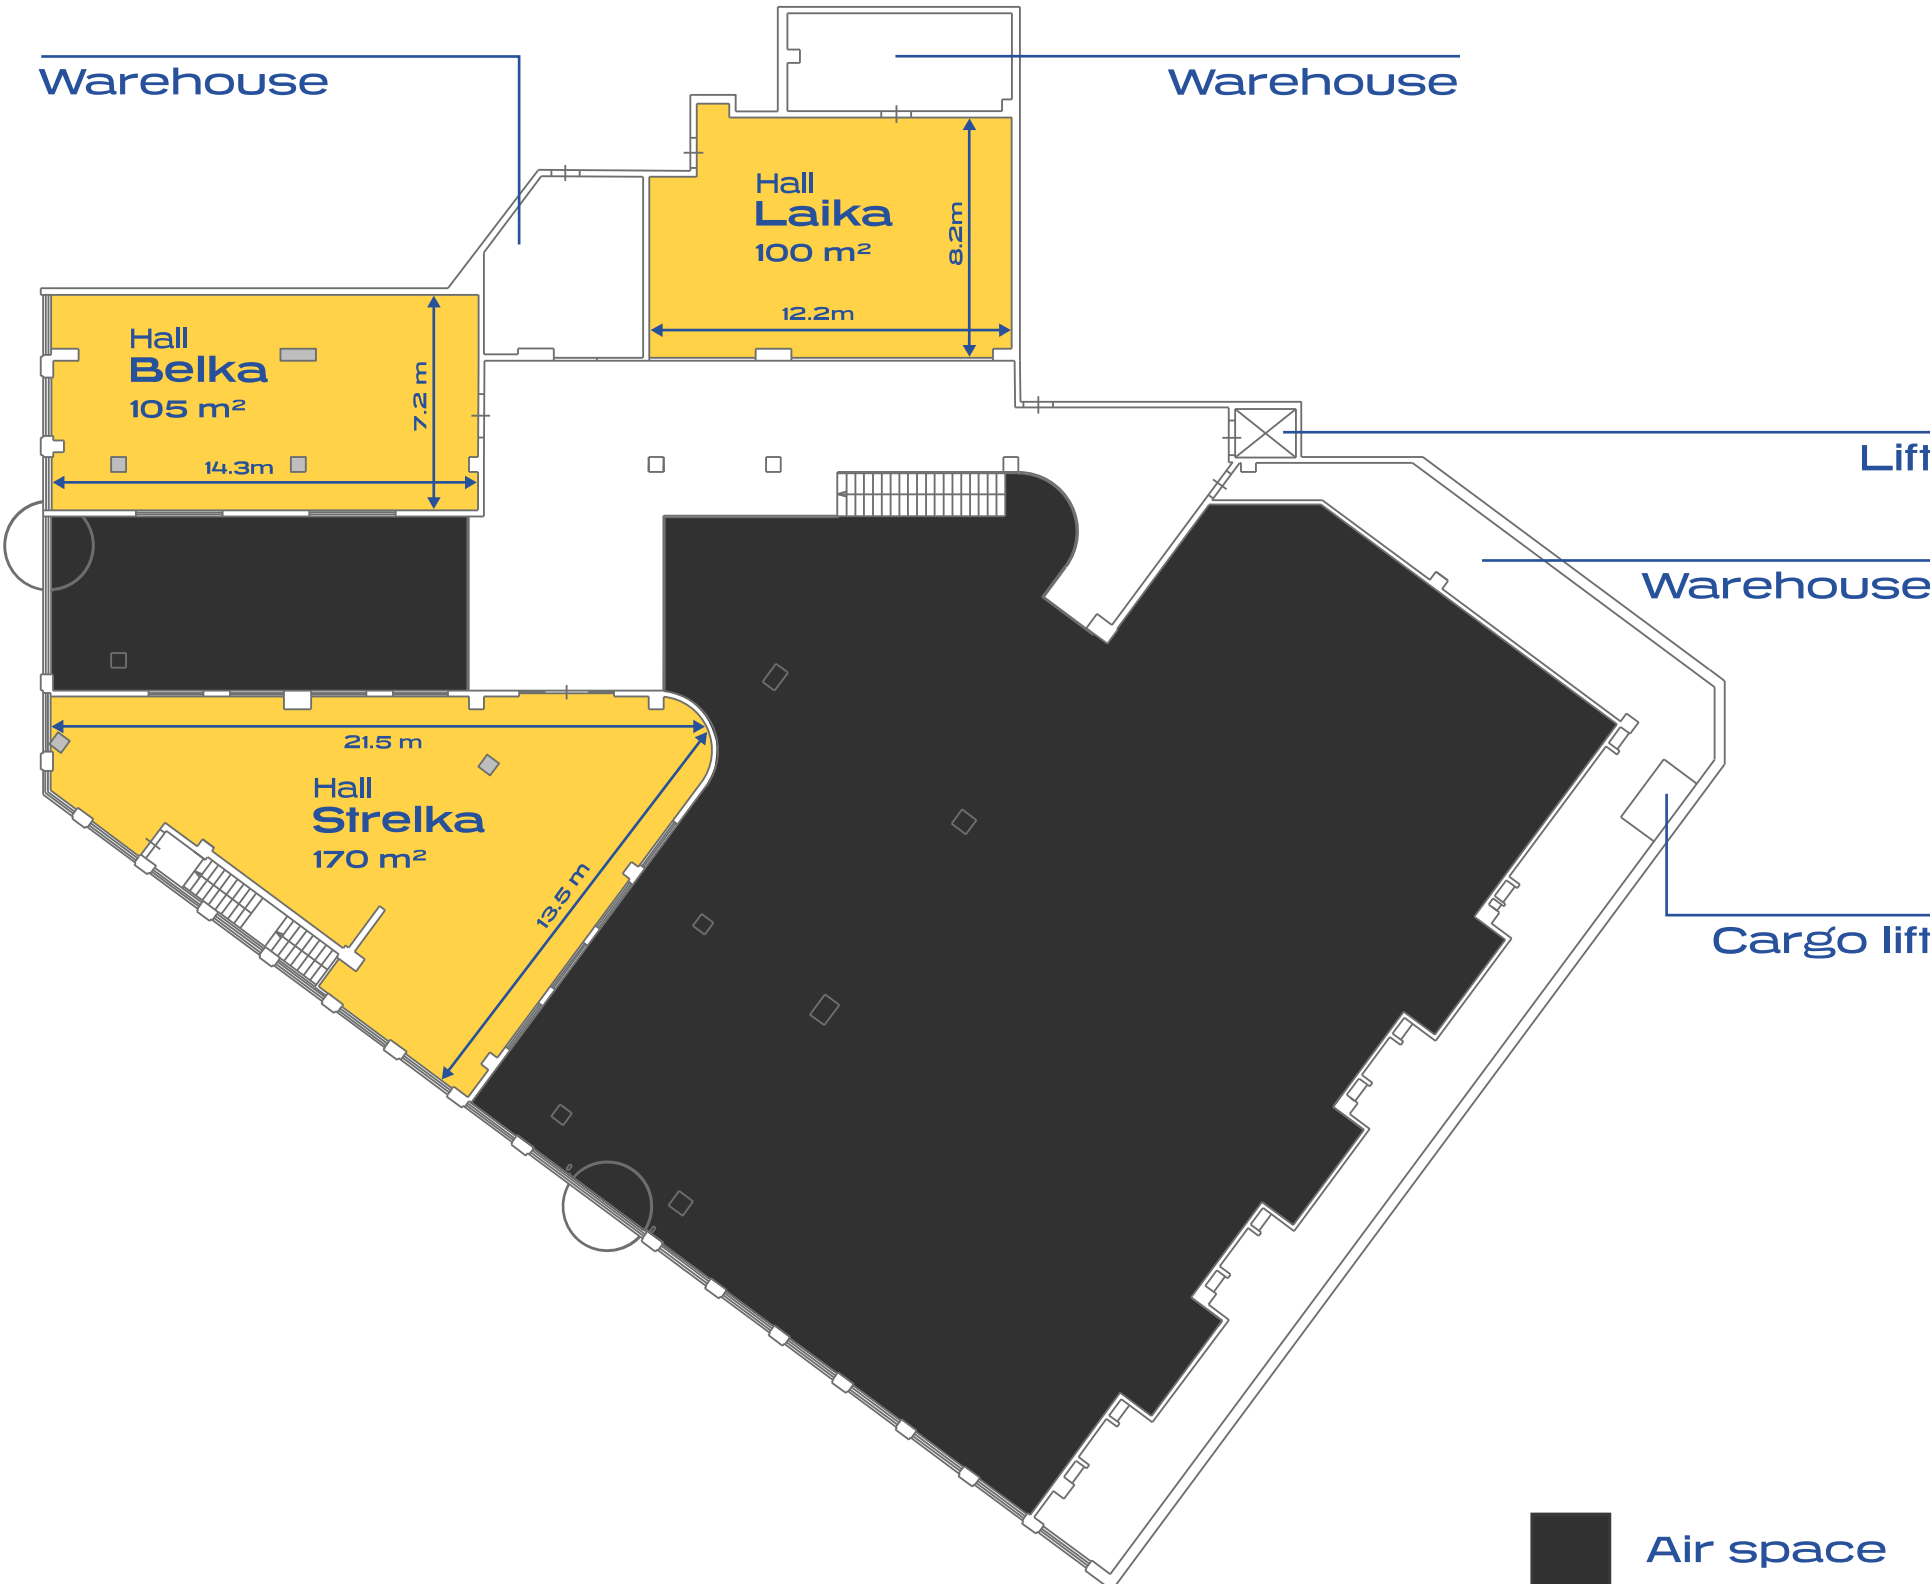 Warehouse
Warehouse
Hall
Laika
100 m²
8.2m
12.2m
Hall
Belka
105 m²
7.2 m
14.3m
Lift
Warehouse
21.5 m
Hall
Strelka
170 m²
13.5 m
Cargo lift
Air space